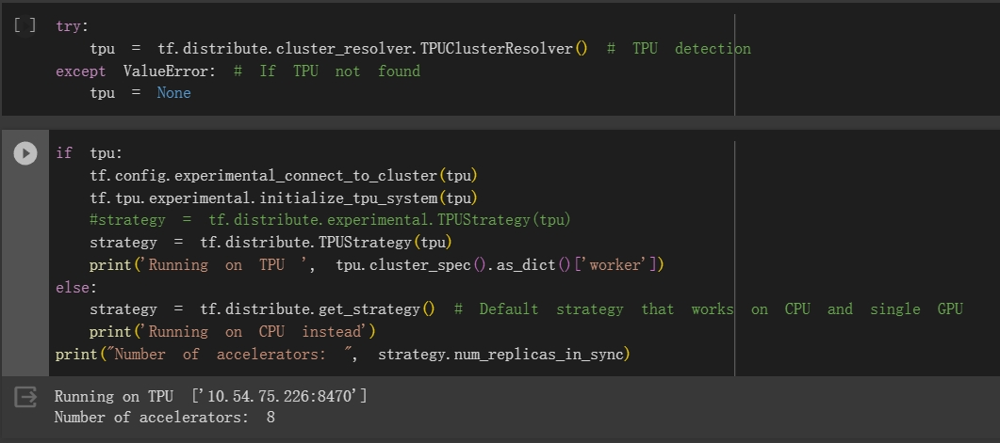 [ ] try:
    tpu = tf.distribute.cluster_resolver.TPUClusterResolver() # TPU detection
except ValueError: # If TPU not found
    tpu = None
if tpu:
    tf.config.experimental_connect_to_cluster(tpu)
    tf.tpu.experimental.initialize_tpu_system(tpu)
    #strategy = tf.distribute.experimental.TPUStrategy(tpu)
    strategy = tf.distribute.TPUStrategy(tpu)
    print('Running on TPU ', tpu.cluster_spec().as_dict()['worker'])
else:
    strategy = tf.distribute.get_strategy() # Default strategy that works on CPU and single GPU
    print('Running on CPU instead')
print("Number of accelerators: ", strategy.num_replicas_in_sync)
Running on TPU ['10.54.75.226:8470']
Number of accelerators: 8